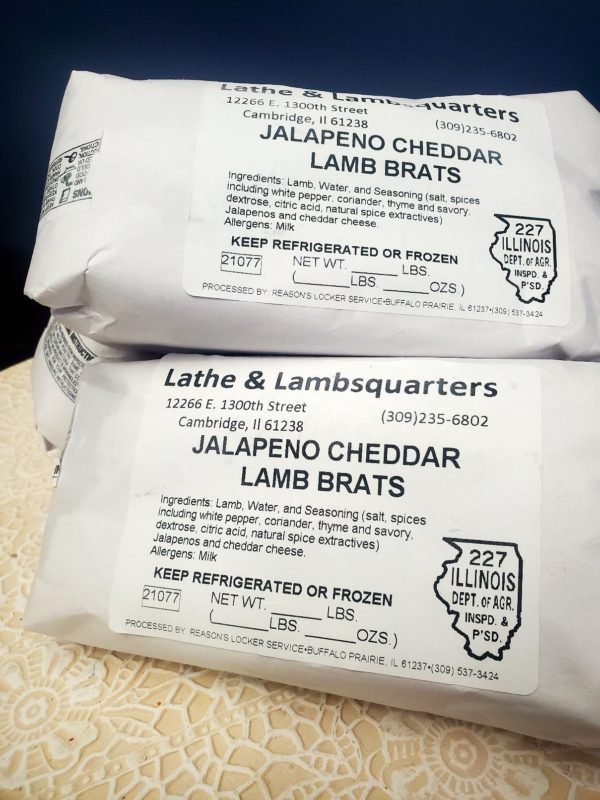 Lathe & Lambsquarters
12266 E. 1300th Street
(309)235-6802
Cambridge, Il 61238
JALAPENO CHEDDAR
LAMB BRATS
Ingredients: Lamb, Water, and Seasoning (salt, spices
including white pepper, coriander, thyme and savory,
dextrose, citric acid, natural spice extractives)
Jalapenos and cheddar cheese.
Allergens: Milk
KEEP REFRIGERATED OR FROZEN
21077
NET WT. ______ LBS.
(______LBS. ______OZS.)
227
ILLINOIS
DEPT. OF AGR.
INSPD. &
P'SD.
PROCESSED BY: REASON'S LOCKER SERVICE•BUFFALO PRAIRIE, IL 61237•(309) 537-3424
Lathe & Lambsquarters
12266 E. 1300th Street
(309)235-6802
Cambridge, Il 61238
JALAPENO CHEDDAR
LAMB BRATS
Ingredients: Lamb, Water, and Seasoning (salt, spices
including white pepper, coriander, thyme and savory,
dextrose, citric acid, natural spice extractives)
Jalapenos and cheddar cheese.
Allergens: Milk
KEEP REFRIGERATED OR FROZEN
21077
NET WT. ______ LBS.
(______LBS. ______OZS.)
227
ILLINOIS
DEPT. OF AGR.
INSPD. &
P'SD.
PROCESSED BY: REASON'S LOCKER SERVICE•BUFFALO PRAIRIE, IL 61237•(309) 537-3424